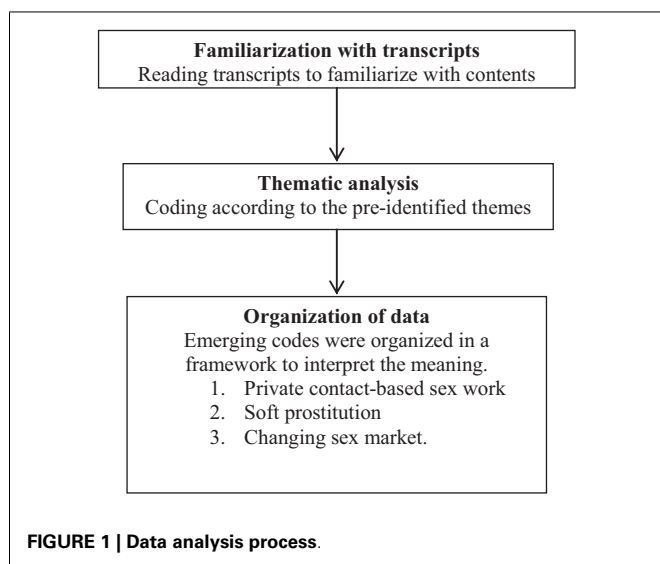 Familiarization with transcripts
Reading transcripts to familiarize with contents
Thematic analysis
Coding according to the pre-identified themes
Organization of data
Emerging codes were organized in a
framework to interpret the meaning.
1. Private contact-based sex work
2. Soft prostitution
3. Changing sex market.
FIGURE 1 | Data analysis process.